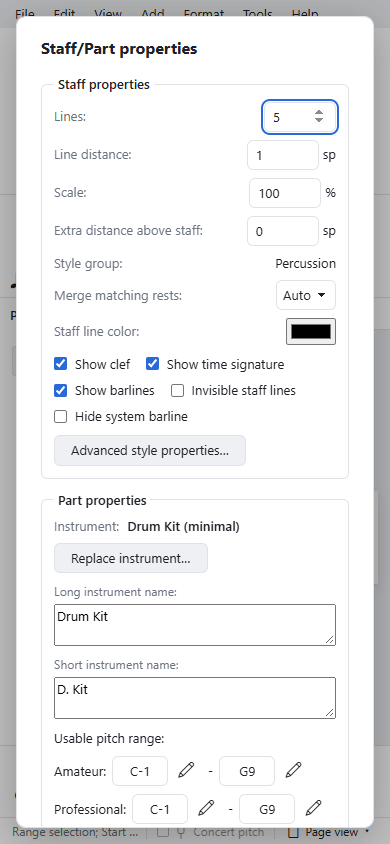 File Edit View Add Format Tools Help
Staff/Part properties
Staff properties
Lines: 5
Line distance: 1 sp
Scale: 100 %
Extra distance above staff: 0 sp
Style group: Percussion
Merge matching rests: Auto
Staff line color:
Show clef Show time signature
Show barlines Invisible staff lines
Hide system barline
Advanced style properties...
Part properties
Instrument: Drum Kit (minimal)
Replace instrument...
Long instrument name:
Drum Kit
Short instrument name:
D. Kit
Usable pitch range:
Amateur: C-1 - G9
Professional: C-1 - G9
Range selection; Start ... Concert pitch Page view